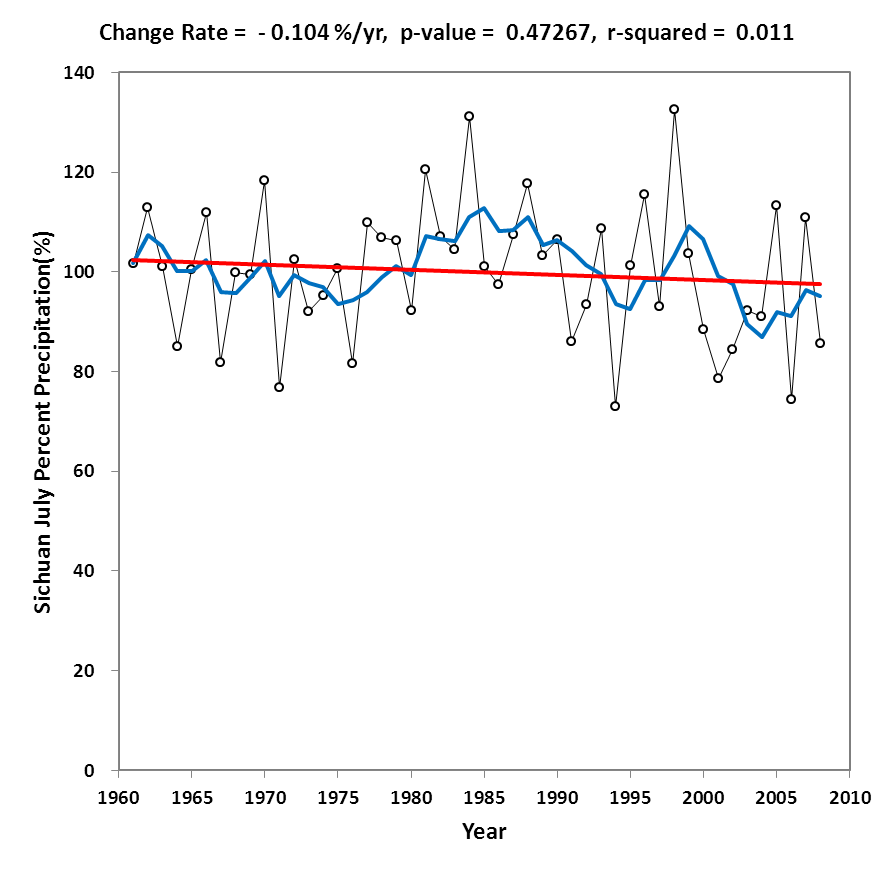 Change Rate = - 0.104 %/yr, p-value = 0.47267, r-squared = 0.011
140
120
100
80
60
40
20
0
Sichuan July Percent Precipitation(%)
1960 1965 1970 1975 1980 1985 1990 1995 2000 2005 2010
Year